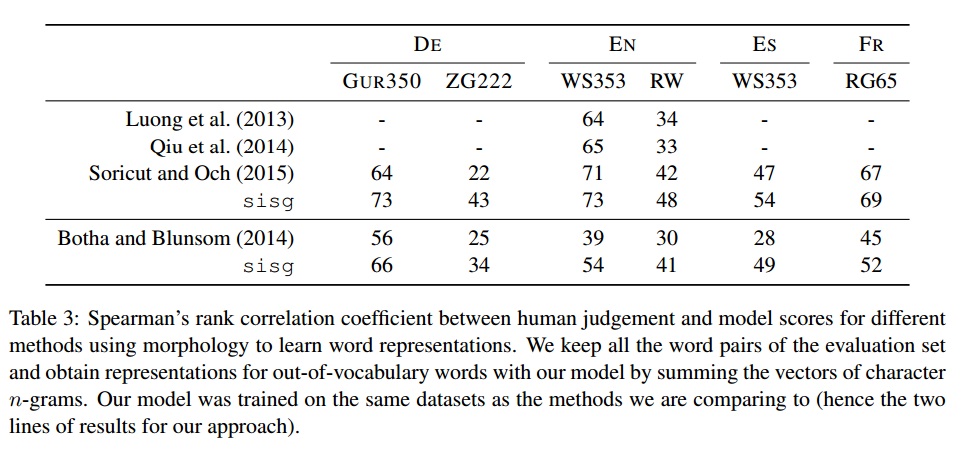 DE EN ES FR
GUR350 ZG222 WS353 RW WS353 RG65
Luong et al. (2013) - - 64 34 - -
Qiu et al. (2014) - - 65 33 - -
Soricut and Och (2015) 64 22 71 42 47 67
sisg 73 43 73 48 54 69
Botha and Blunsom (2014) 56 25 39 30 28 45
sisg 66 34 54 41 49 52
Table 3: Spearman's rank correlation coefficient between human judgement and model scores for different
methods using morphology to learn word representations. We keep all the word pairs of the evaluation set
and obtain representations for out-of-vocabulary words with our model by summing the vectors of character
n-grams. Our model was trained on the same datasets as the methods we are comparing to (hence the two
lines of results for our approach).